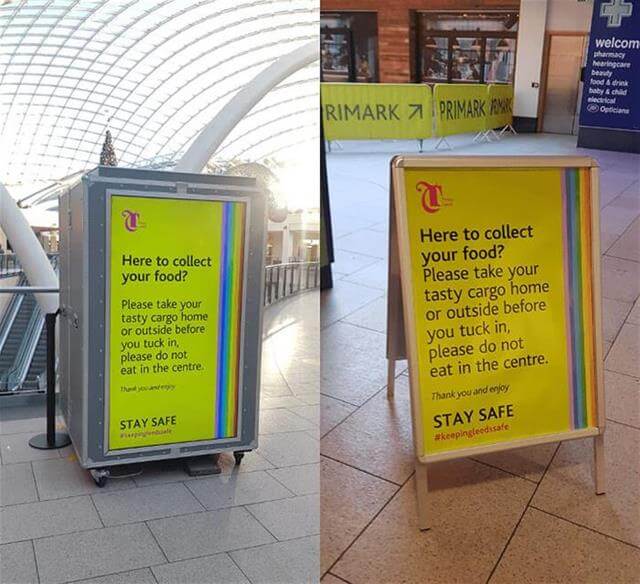 Here to collect
your food?
Please take your
tasty cargo home
or outside before
you tuck in,
please do not
eat in the centre.
Thank you and enjoy
STAY SAFE
#keepingleedssafe
PRIMARK
PRIMARK
PRIMARK
welcom
pharmacy
hearingcare
beauty
food & drink
baby & child
electrical
Opticians
Here to collect
your food?
Please take your
tasty cargo home
or outside before
you tuck in,
please do not
eat in the centre.
Thank you and enjoy
STAY SAFE
#keepingleedssafe